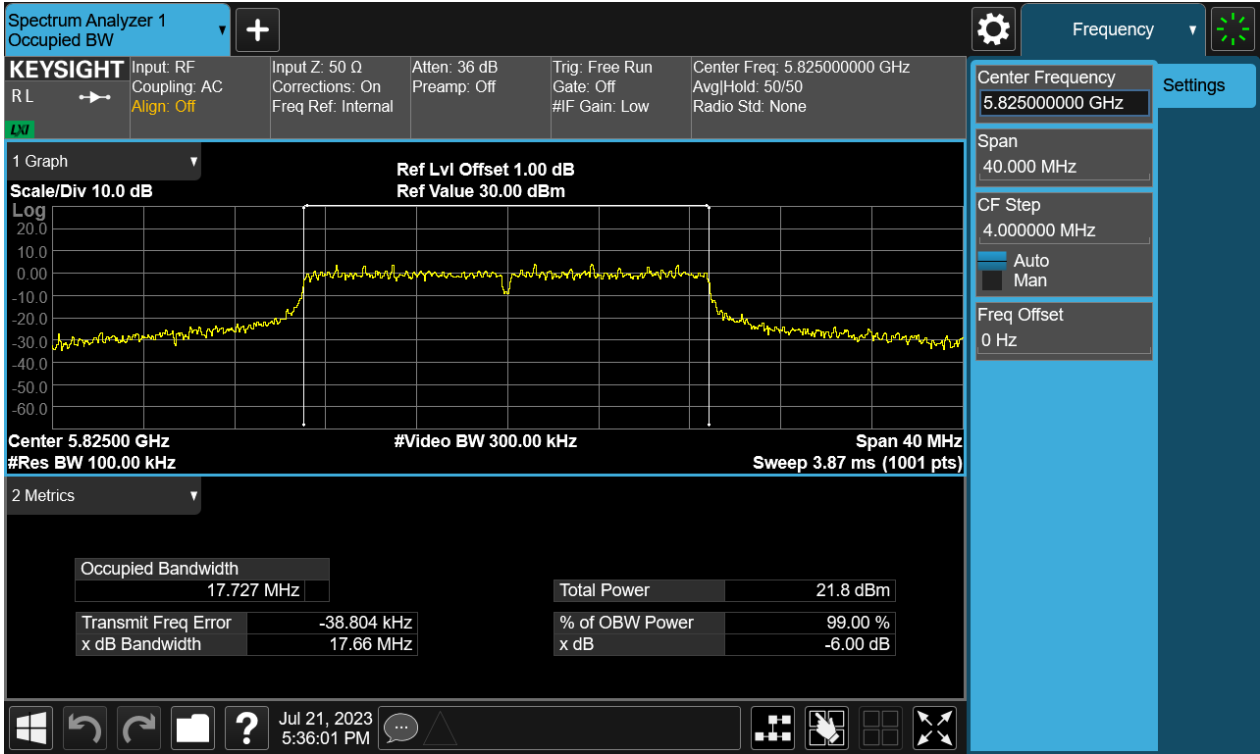 Spectrum Analyzer 1
Occupied BW
Frequency
KEYSIGHT
RL
LXI
Input: RF
Coupling: AC
Align: Off
Input Z: 50 Ω
Corrections: On
Freq Ref: Internal
Atten: 36 dB
Preamp: Off
Trig: Free Run
Gate: Off
#IF Gain: Low
Center Freq: 5.825000000 GHz
Avg|Hold: 50/50
Radio Std: None
Center Frequency
5.825000000 GHz
Settings
Span
40.000 MHz
CF Step
4.000000 MHz
Auto
Man
Freq Offset
0 Hz
1 Graph
Ref Lvl Offset 1.00 dB
Scale/Div 10.0 dB
Ref Value 30.00 dBm
Log
20.0
10.0
0.00
-10.0
-20.0
-30.0
-40.0
-50.0
-60.0
Center 5.82500 GHz
#Video BW 300.00 kHz
Span 40 MHz
#Res BW 100.00 kHz
Sweep 3.87 ms (1001 pts)
2 Metrics
Occupied Bandwidth
17.727 MHz
Total Power 21.8 dBm
Transmit Freq Error -38.804 kHz
% of OBW Power 99.00 %
x dB Bandwidth 17.66 MHz
x dB -6.00 dB
?
Jul 21, 2023
5:36:01 PM